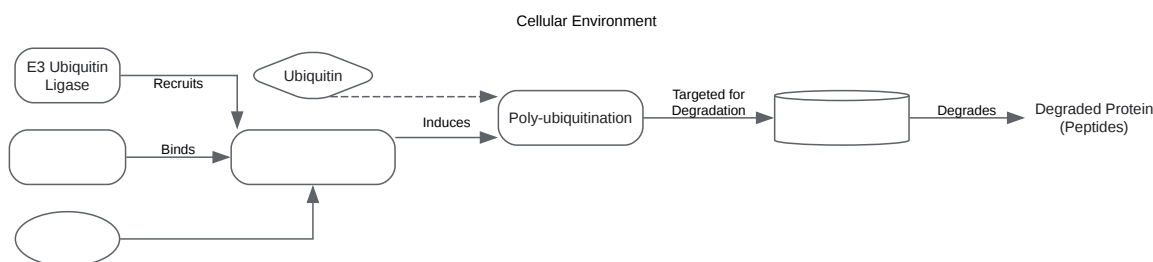 Cellular Environment
E3 Ubiquitin
Ligase
Recruits
Ubiquitin
Binds
Induces
Poly-ubiquitination
Targeted for
Degradation
Degrades
Degraded Protein
(Peptides)